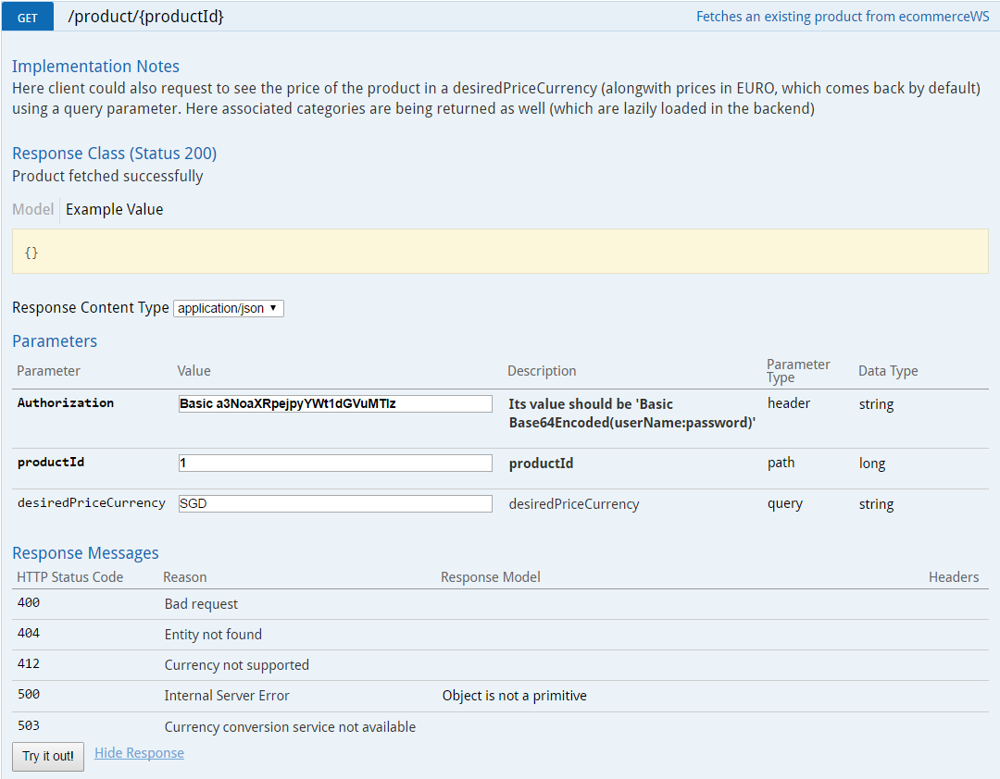 GET /product/{productId} Fetches an existing product from ecommerceWS
Implementation Notes
Here client could also request to see the price of the product in a desiredPriceCurrency (alongwith prices in EURO, which comes back by default)
using a query parameter. Here associated categories are being returned as well (which are lazily loaded in the backend)
Response Class (Status 200)
Product fetched successfully
Model Example Value
{}
Response Content Type application/json
Parameters
Parameter Value Description Parameter Type Data Type
Authorization Basic a3NoaXRpejpyYWt1dGVuMTIz Its value should be 'Basic Base64Encoded(userName:password)' header string
productId 1 productId path long
desiredPriceCurrency SGD desiredPriceCurrency query string
Response Messages
HTTP Status Code Reason Response Model Headers
400 Bad request
404 Entity not found
412 Currency not supported
500 Internal Server Error Object is not a primitive
503 Currency conversion service not available
Try it out! Hide Response